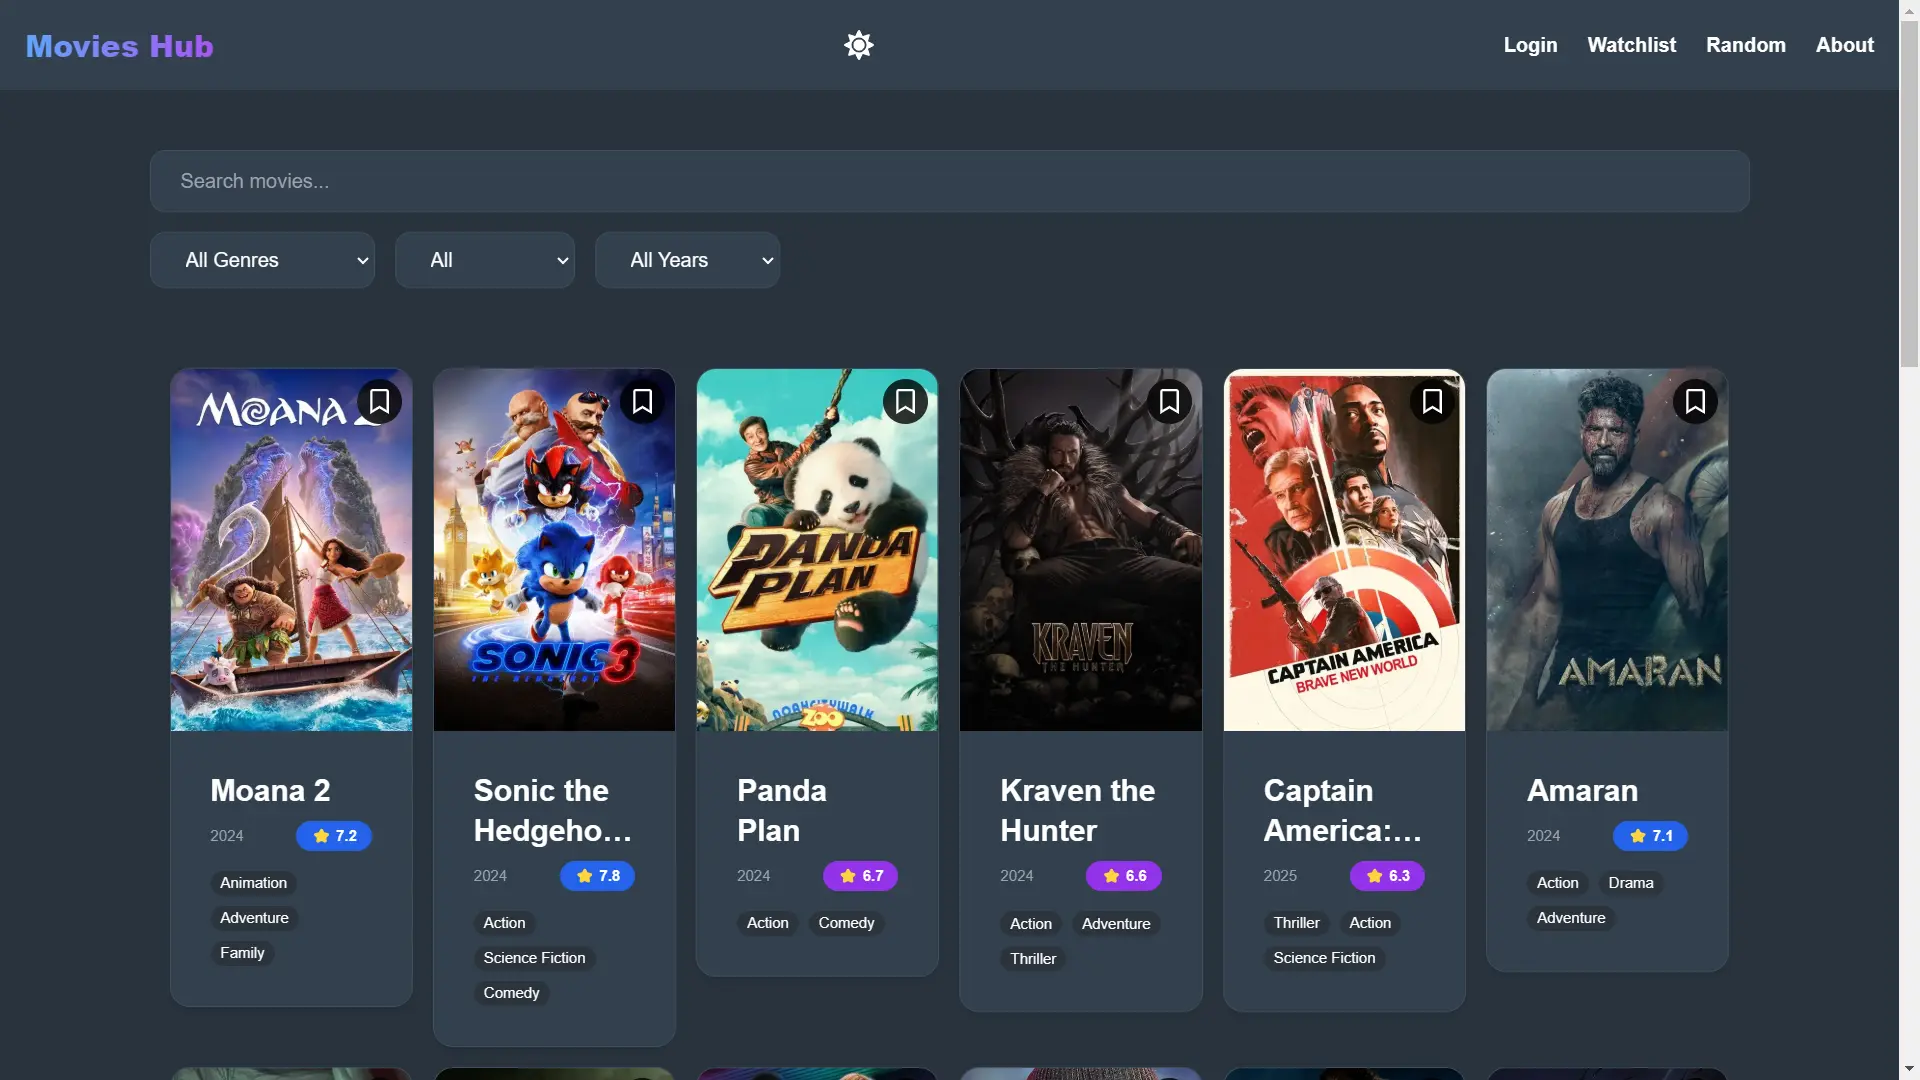 Movies Hub
Login Watchlist Random About
Search movies...
All Genres All All Years
MOANA 2
SONIC 3
THE HEDGEHOG
PANDA
PLAN
NOAH CITYWALK
ZOO
KRAVEN
THE HUNTER
CAPTAIN AMERICA
BRAVE NEW WORLD
AMARAN
Moana 2
2024 7.2
Animation
Adventure
Family
Sonic the
Hedgeho...
2024 7.8
Action
Science Fiction
Comedy
Panda
Plan
2024 6.7
Action Comedy
Kraven the
Hunter
2024 6.6
Action Adventure
Thriller
Captain
America:...
2025 6.3
Thriller Action
Science Fiction
Amaran
2024 7.1
Action Drama
Adventure